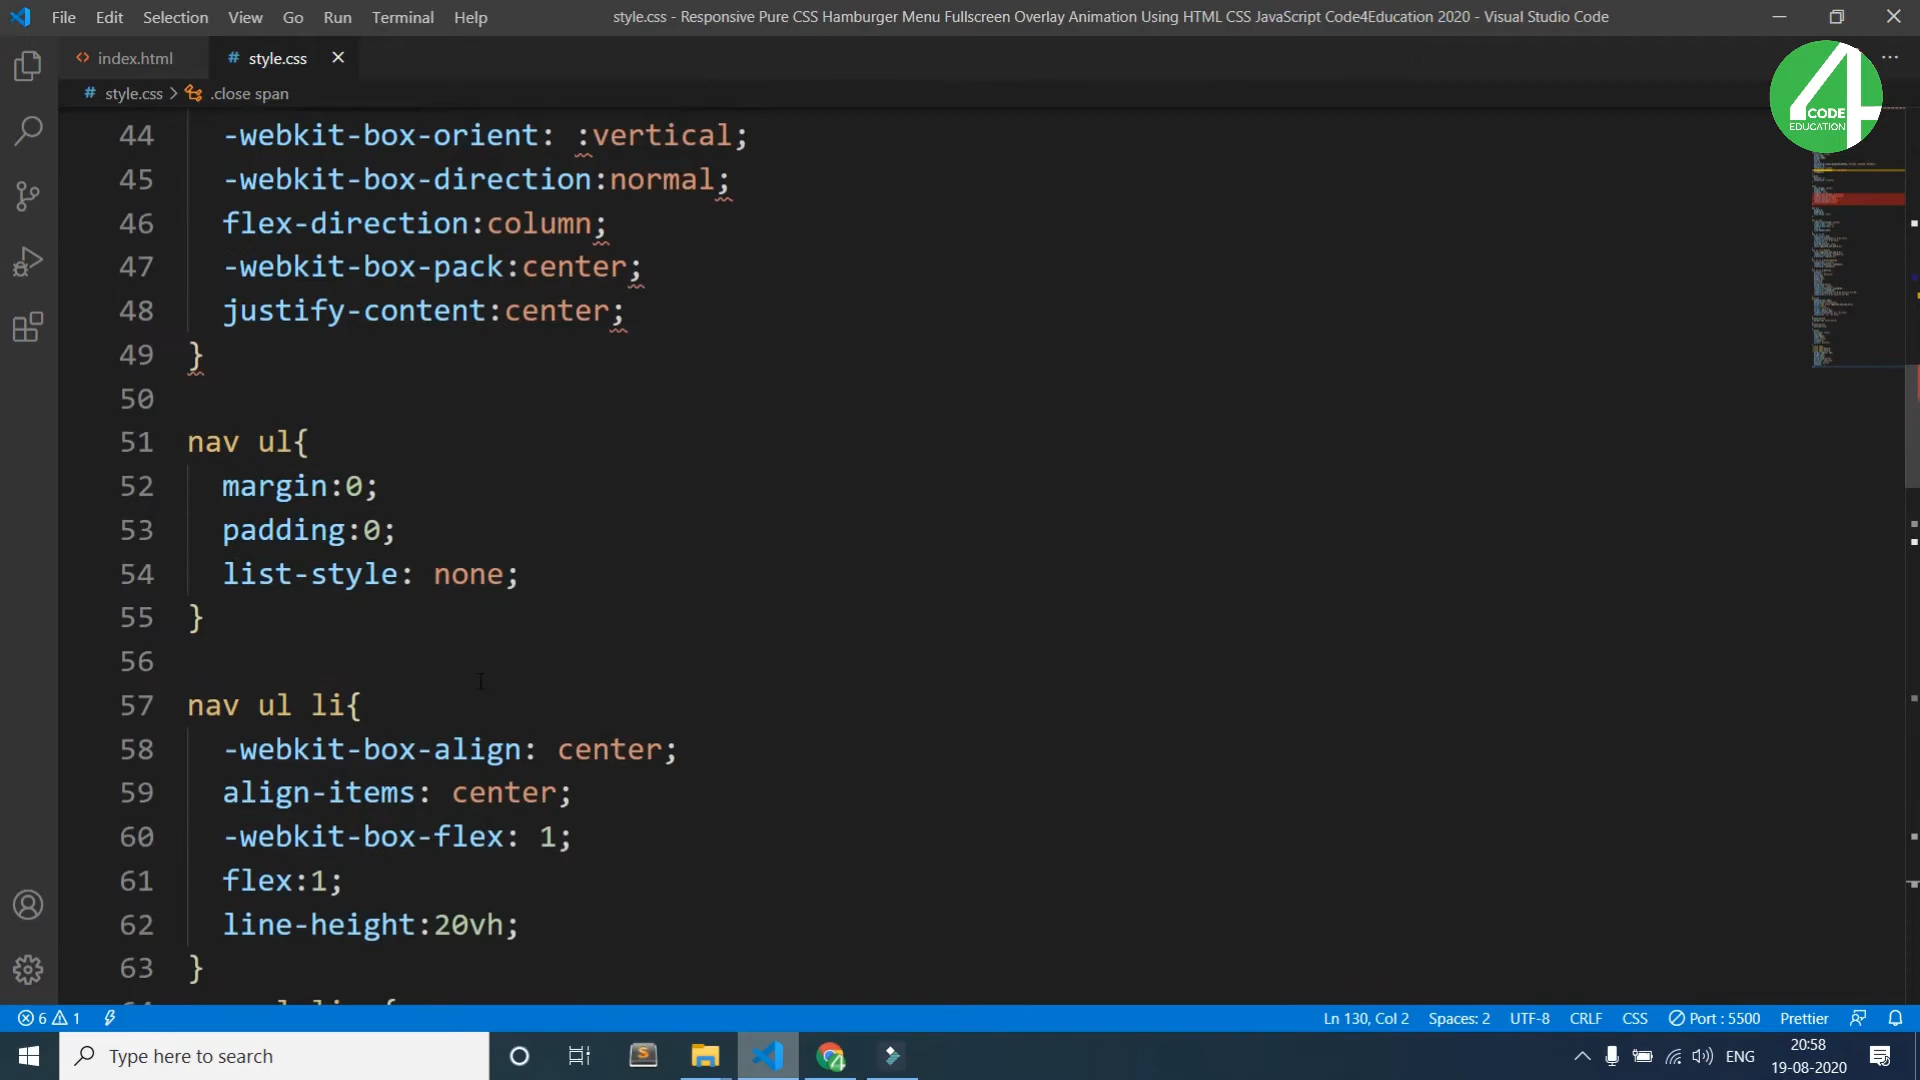 File Edit Selection View Go Run Terminal Help style.css - Responsive Pure CSS Hamburger Menu Fullscreen Overlay Animation Using HTML CSS JavaScript Code4Education 2020 - Visual Studio Code
index.html # style.css
# style.css > .close span
4 CODE
EDUCATION
44 -webkit-box-orient: :vertical;
45 -webkit-box-direction:normal;
46 flex-direction:column;
47 -webkit-box-pack:center;
48 justify-content:center;
49 }
50
51 nav ul{
52 margin:0;
53 padding:0;
54 list-style: none;
55 }
56
57 nav ul li{
58 -webkit-box-align: center;
59 align-items: center;
60 -webkit-box-flex: 1;
61 flex:1;
62 line-height:20vh;
63 }
6 1 Ln 130, Col 2 Spaces: 2 UTF-8 CRLF CSS Port : 5500 Prettier
Type here to search ENG 20:58
19-08-2020